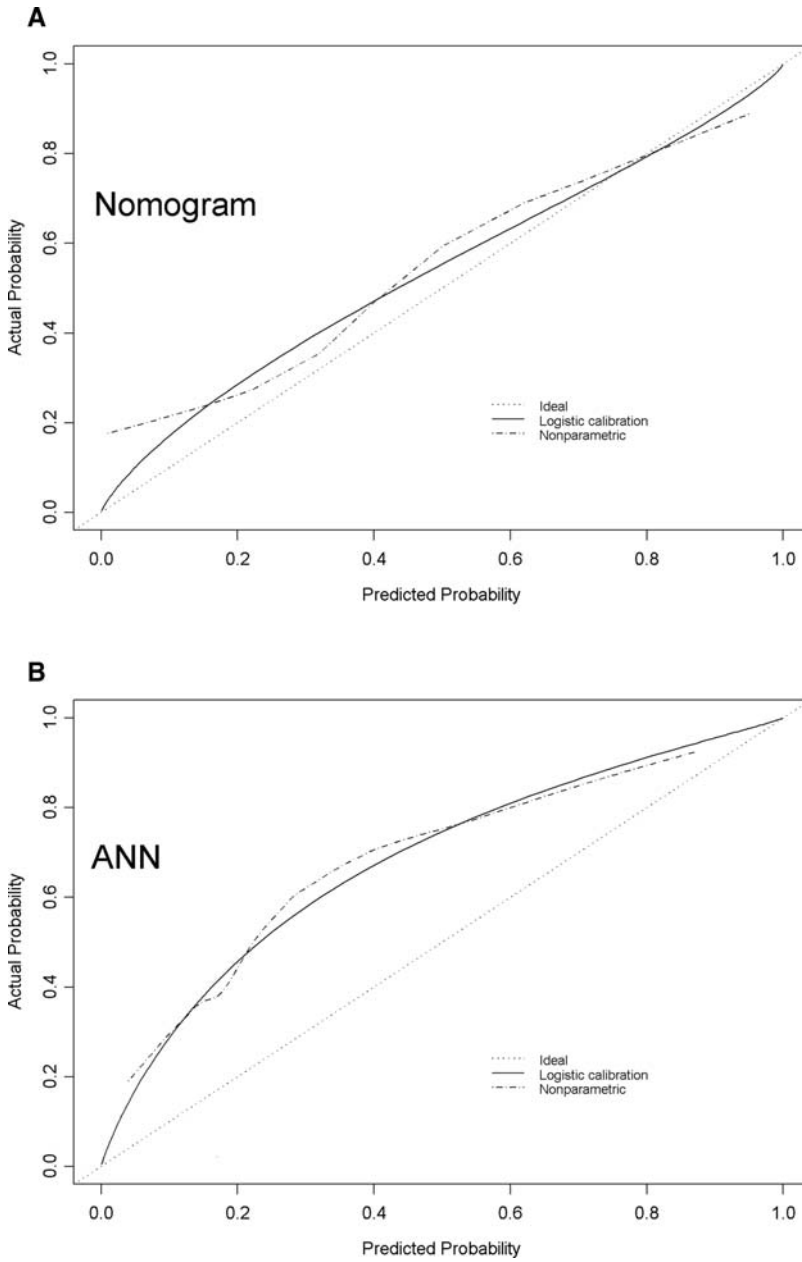 A
Nomogram
Actual Probability
0.0 0.2 0.4 0.6 0.8 1.0
Ideal
Logistic calibration
Nonparametric
0.0 0.2 0.4 0.6 0.8 1.0
Predicted Probability
B
ANN
Actual Probability
0.0 0.2 0.4 0.6 0.8 1.0
Ideal
Logistic calibration
Nonparametric
0.0 0.2 0.4 0.6 0.8 1.0
Predicted Probability